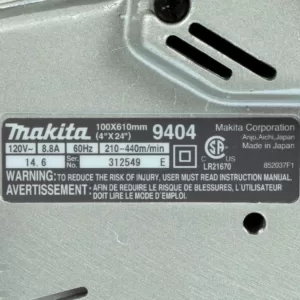 Makita 100X610mm (4"X24") 9404
Makita Corporation
Anjo, Aichi, Japan
Made in Japan
120V~ 8.8A 60Hz 210-440m/min
14. 6 Ser. No. 312549 E
SA
C US
LR21670
852037F1
WARNING: TO REDUCE THE RISK OF INJURY, USER MUST READ INSTRUCTION MANUAL.
AVERTISSEMENT: AFIN DE REDUIRE LE RISQUE DE BLESSURES, L'UTILISATEUR
DOIT LIRE LE MODE D'EMPLOI.